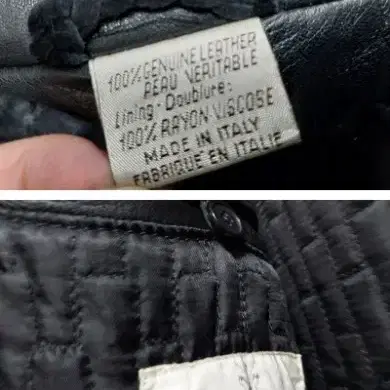 100% GENUINE LEATHER
PEAU VERITABLE
Lining - Doublure:
100% RAYON VISCOSE
MADE IN ITALY
FABRIQUE EN ITALIE